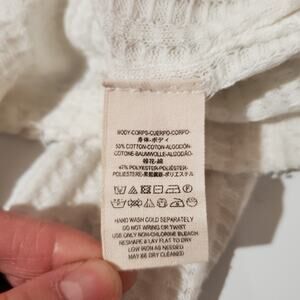 BODY-CORPS-CUERPO-CORPO-
身体-ボディ
53% COTTON-COTON-ALGODÓN-
COTONE-BAUMWOLLE-ALGODÃO-
棉花-綿
47% POLYESTER-POLIÉSTER-
POLIESTERE-聚酯纖維-ポリエステル
HAND WASH COLD SEPARATELY
DO NOT WRING OR TWIST
USE ONLY NON-CHLORINE BLEACH
RESHAPE & LAY FLAT TO DRY
LOW IRON AS NEEDED
MAY BE DRY CLEANED